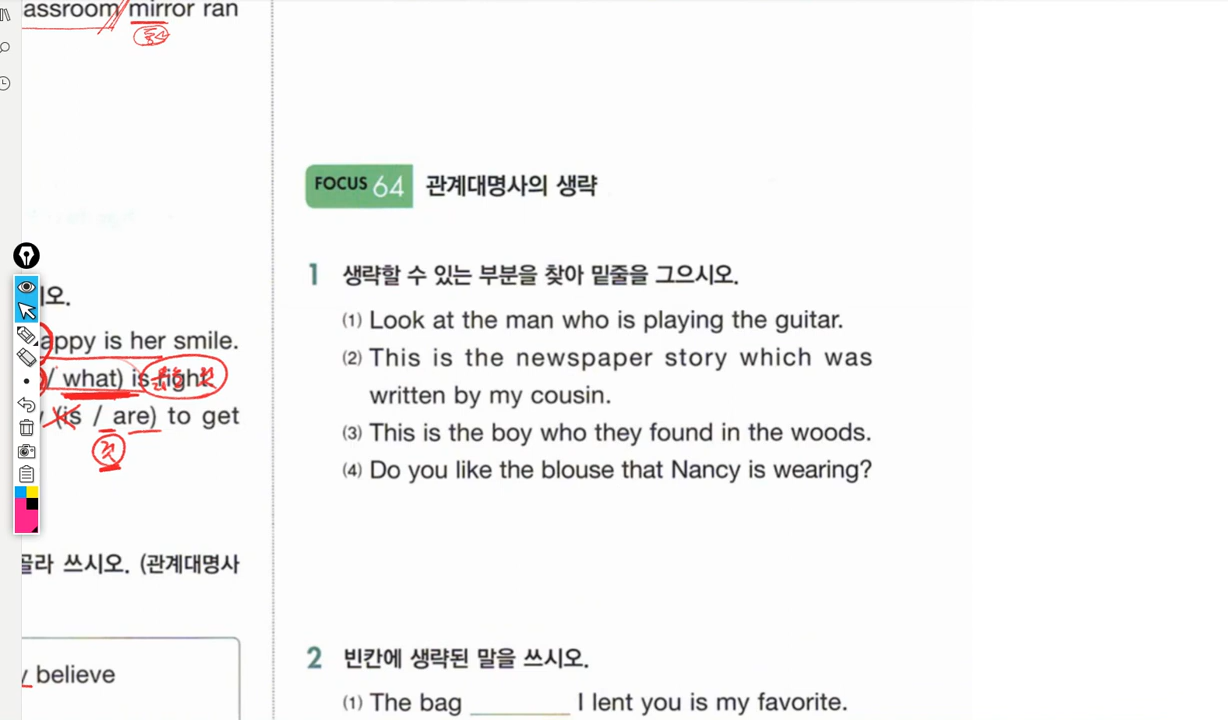 assroom mirror ran
FOCUS 64 관계대명사의 생략
1 생략할 수 있는 부분을 찾아 밑줄을 그으시오.
(1) Look at the man who is playing the guitar.
(2) This is the newspaper story which was
written by my cousin.
(3) This is the boy who they found in the woods.
(4) Do you like the blouse that Nancy is wearing?
2 빈칸에 생략된 말을 쓰시오.
(1) The bag ________ I lent you is my favorite.
오.
appy is her smile.
/ what) is right.
(is / are) to get
골라 쓰시오. (관계대명사
y believe